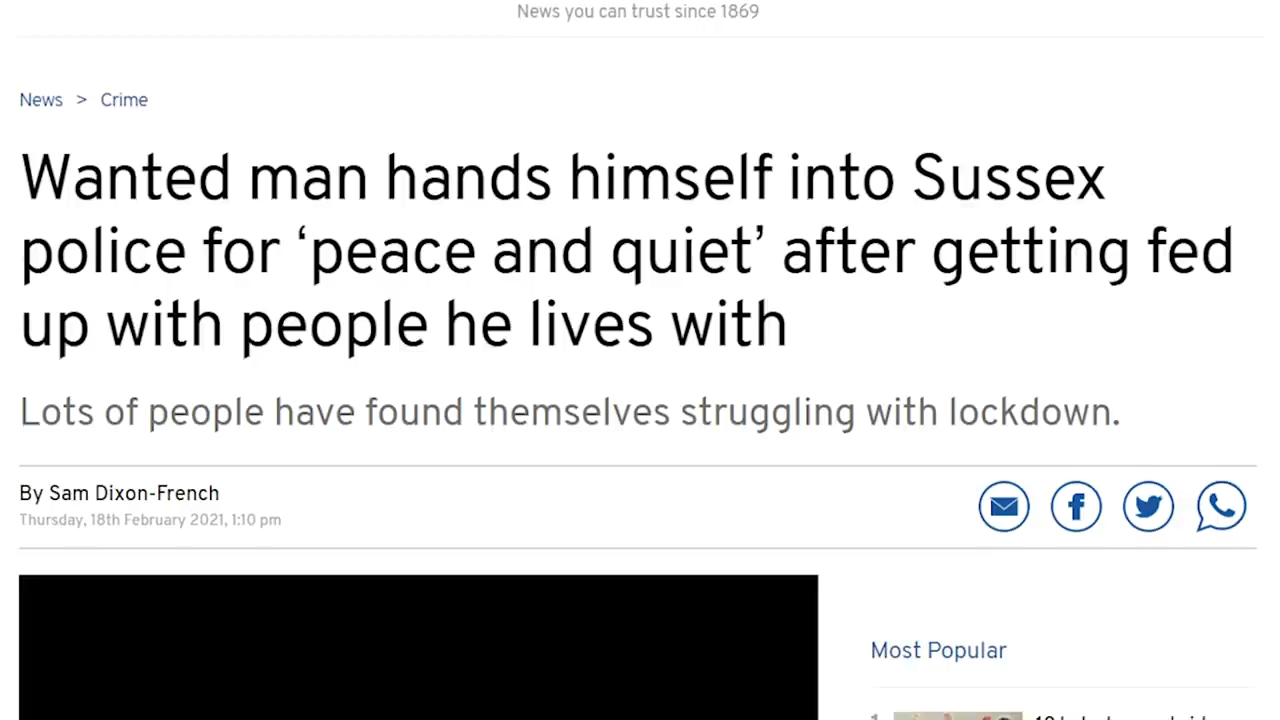 News you can trust since 1869
News > Crime
Wanted man hands himself into Sussex
police for ‘peace and quiet’ after getting fed
up with people he lives with
Lots of people have found themselves struggling with lockdown.
By Sam Dixon-French
Thursday, 18th February 2021, 1:10 pm
Most Popular
1